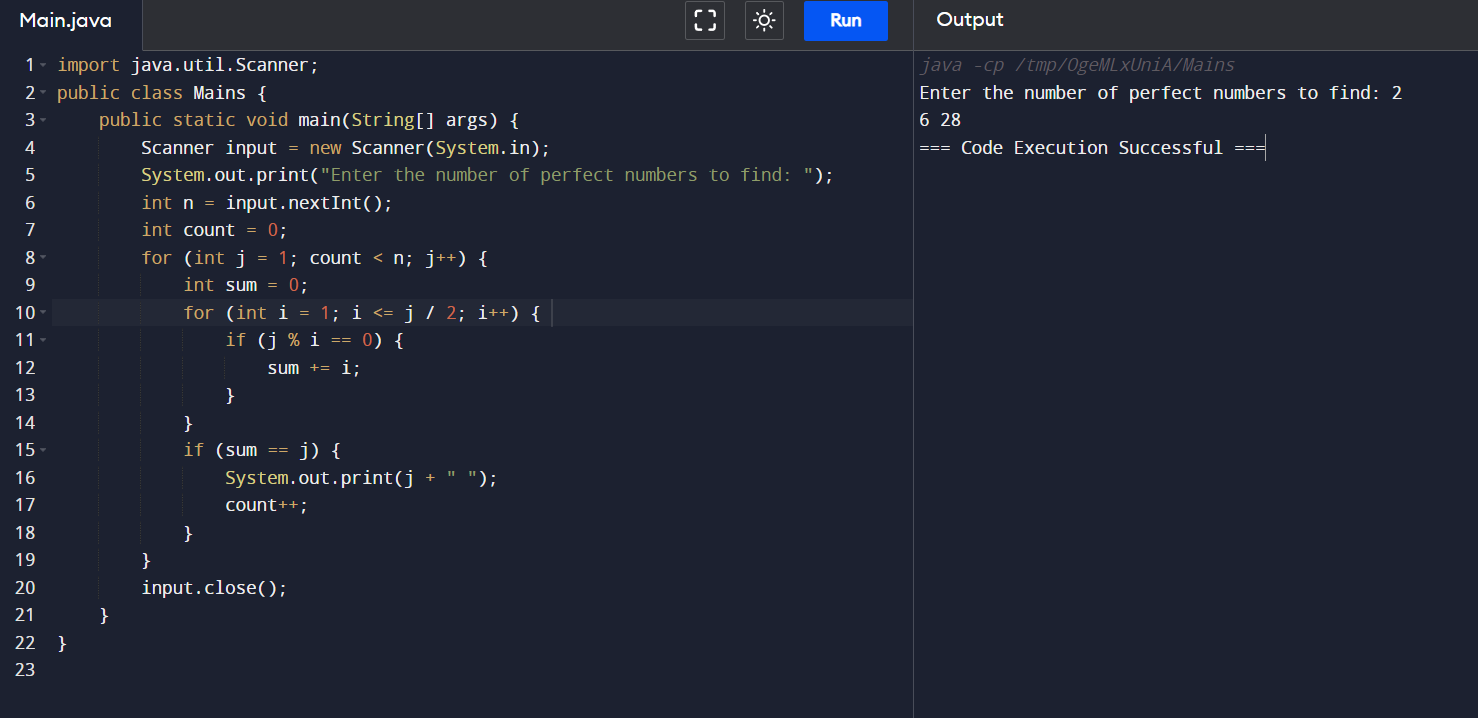 Main.java
Run
Output
1 import java.util.Scanner;
2 public class Mains {
3     public static void main(String[] args) {
4         Scanner input = new Scanner(System.in);
5         System.out.print("Enter the number of perfect numbers to find: ");
6         int n = input.nextInt();
7         int count = 0;
8         for (int j = 1; count < n; j++) {
9             int sum = 0;
10             for (int i = 1; i <= j / 2; i++) {
11                 if (j % i == 0) {
12                     sum += i;
13                 }
14             }
15             if (sum == j) {
16                 System.out.print(j + " ");
17                 count++;
18             }
19         }
20         input.close();
21     }
22 }
23
java -cp /tmp/OgeMLxUniA/Mains
Enter the number of perfect numbers to find: 2
6 28
=== Code Execution Successful ===